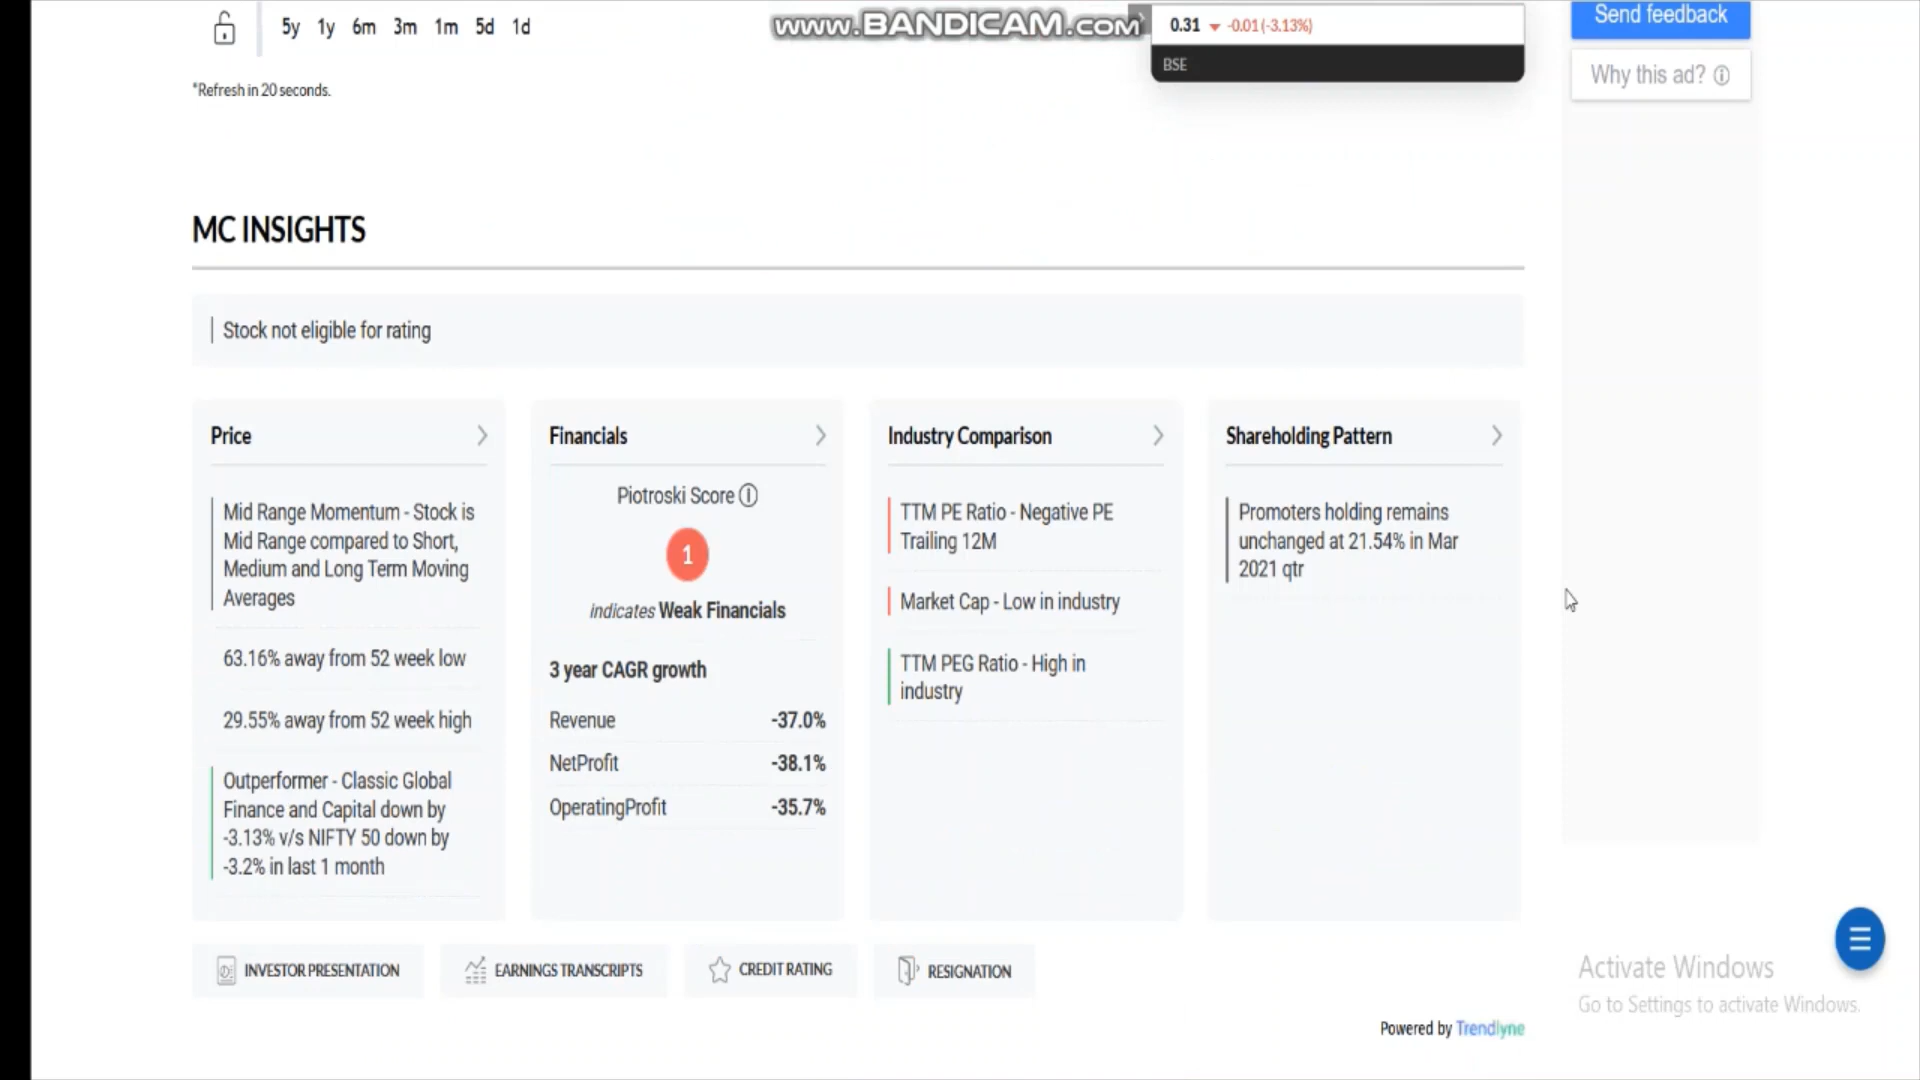 5y 1y 6m 3m 1m 5d 1d
www.BANDICAM.com
0.31 -0.01 (-3.13%)
BSE
Send feedback
Why this ad?
*Refresh in 20 seconds.
MC INSIGHTS
Stock not eligible for rating
Price
Mid Range Momentum - Stock is
Mid Range compared to Short,
Medium and Long Term Moving
Averages
63.16% away from 52 week low
29.55% away from 52 week high
Outperformer - Classic Global
Finance and Capital down by
-3.13% v/s NIFTY 50 down by
-3.2% in last 1 month
Financials
Piotroski Score
1
indicates Weak Financials
3 year CAGR growth
Revenue -37.0%
NetProfit -38.1%
OperatingProfit -35.7%
Industry Comparison
TTM PE Ratio - Negative PE
Trailing 12M
Market Cap - Low in industry
TTM PEG Ratio - High in
industry
Shareholding Pattern
Promoters holding remains
unchanged at 21.54% in Mar
2021 qtr
INVESTOR PRESENTATION
EARNINGS TRANSCRIPTS
CREDIT RATING
RESIGNATION
Powered by Trendlyne
Activate Windows
Go to Settings to activate Windows.